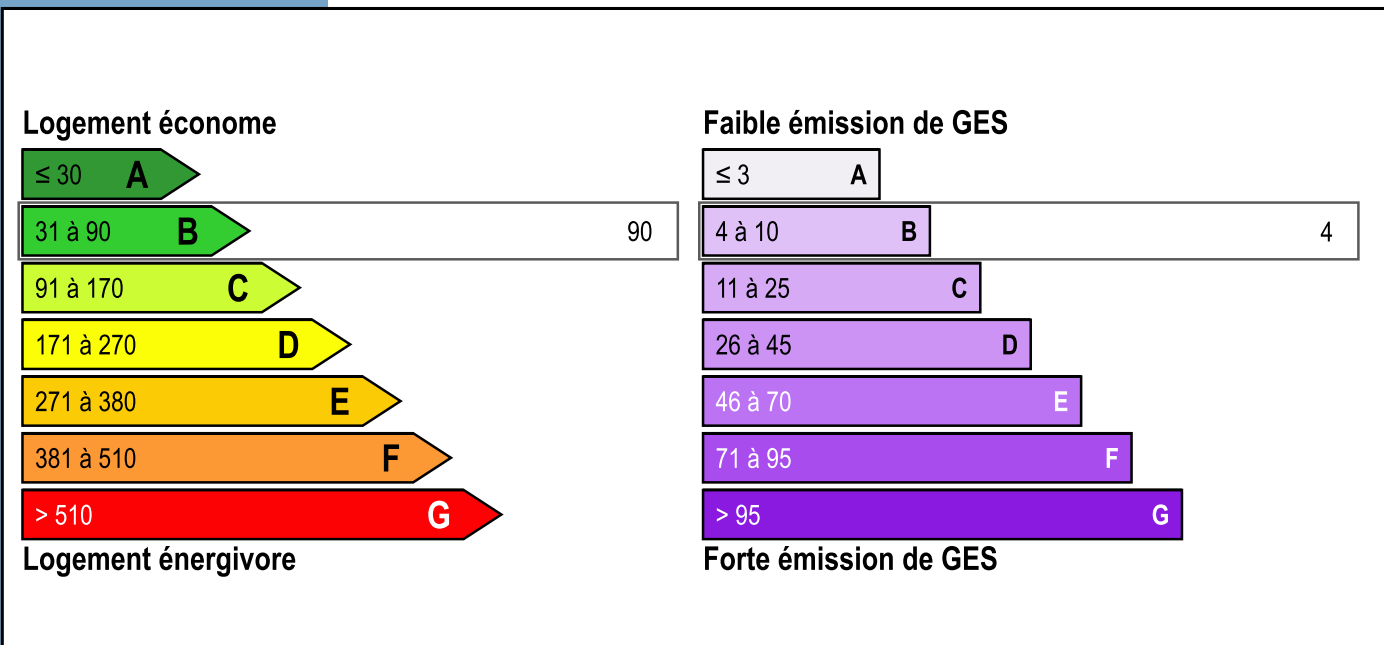 Logement économe
≤ 30 A
31 à 90 B 90
91 à 170 C
171 à 270 D
271 à 380 E
381 à 510 F
> 510 G
Logement énergivore
Faible émission de GES
≤ 3 A
4 à 10 B 4
11 à 25 C
26 à 45 D
46 à 70 E
71 à 95 F
> 95 G
Forte émission de GES